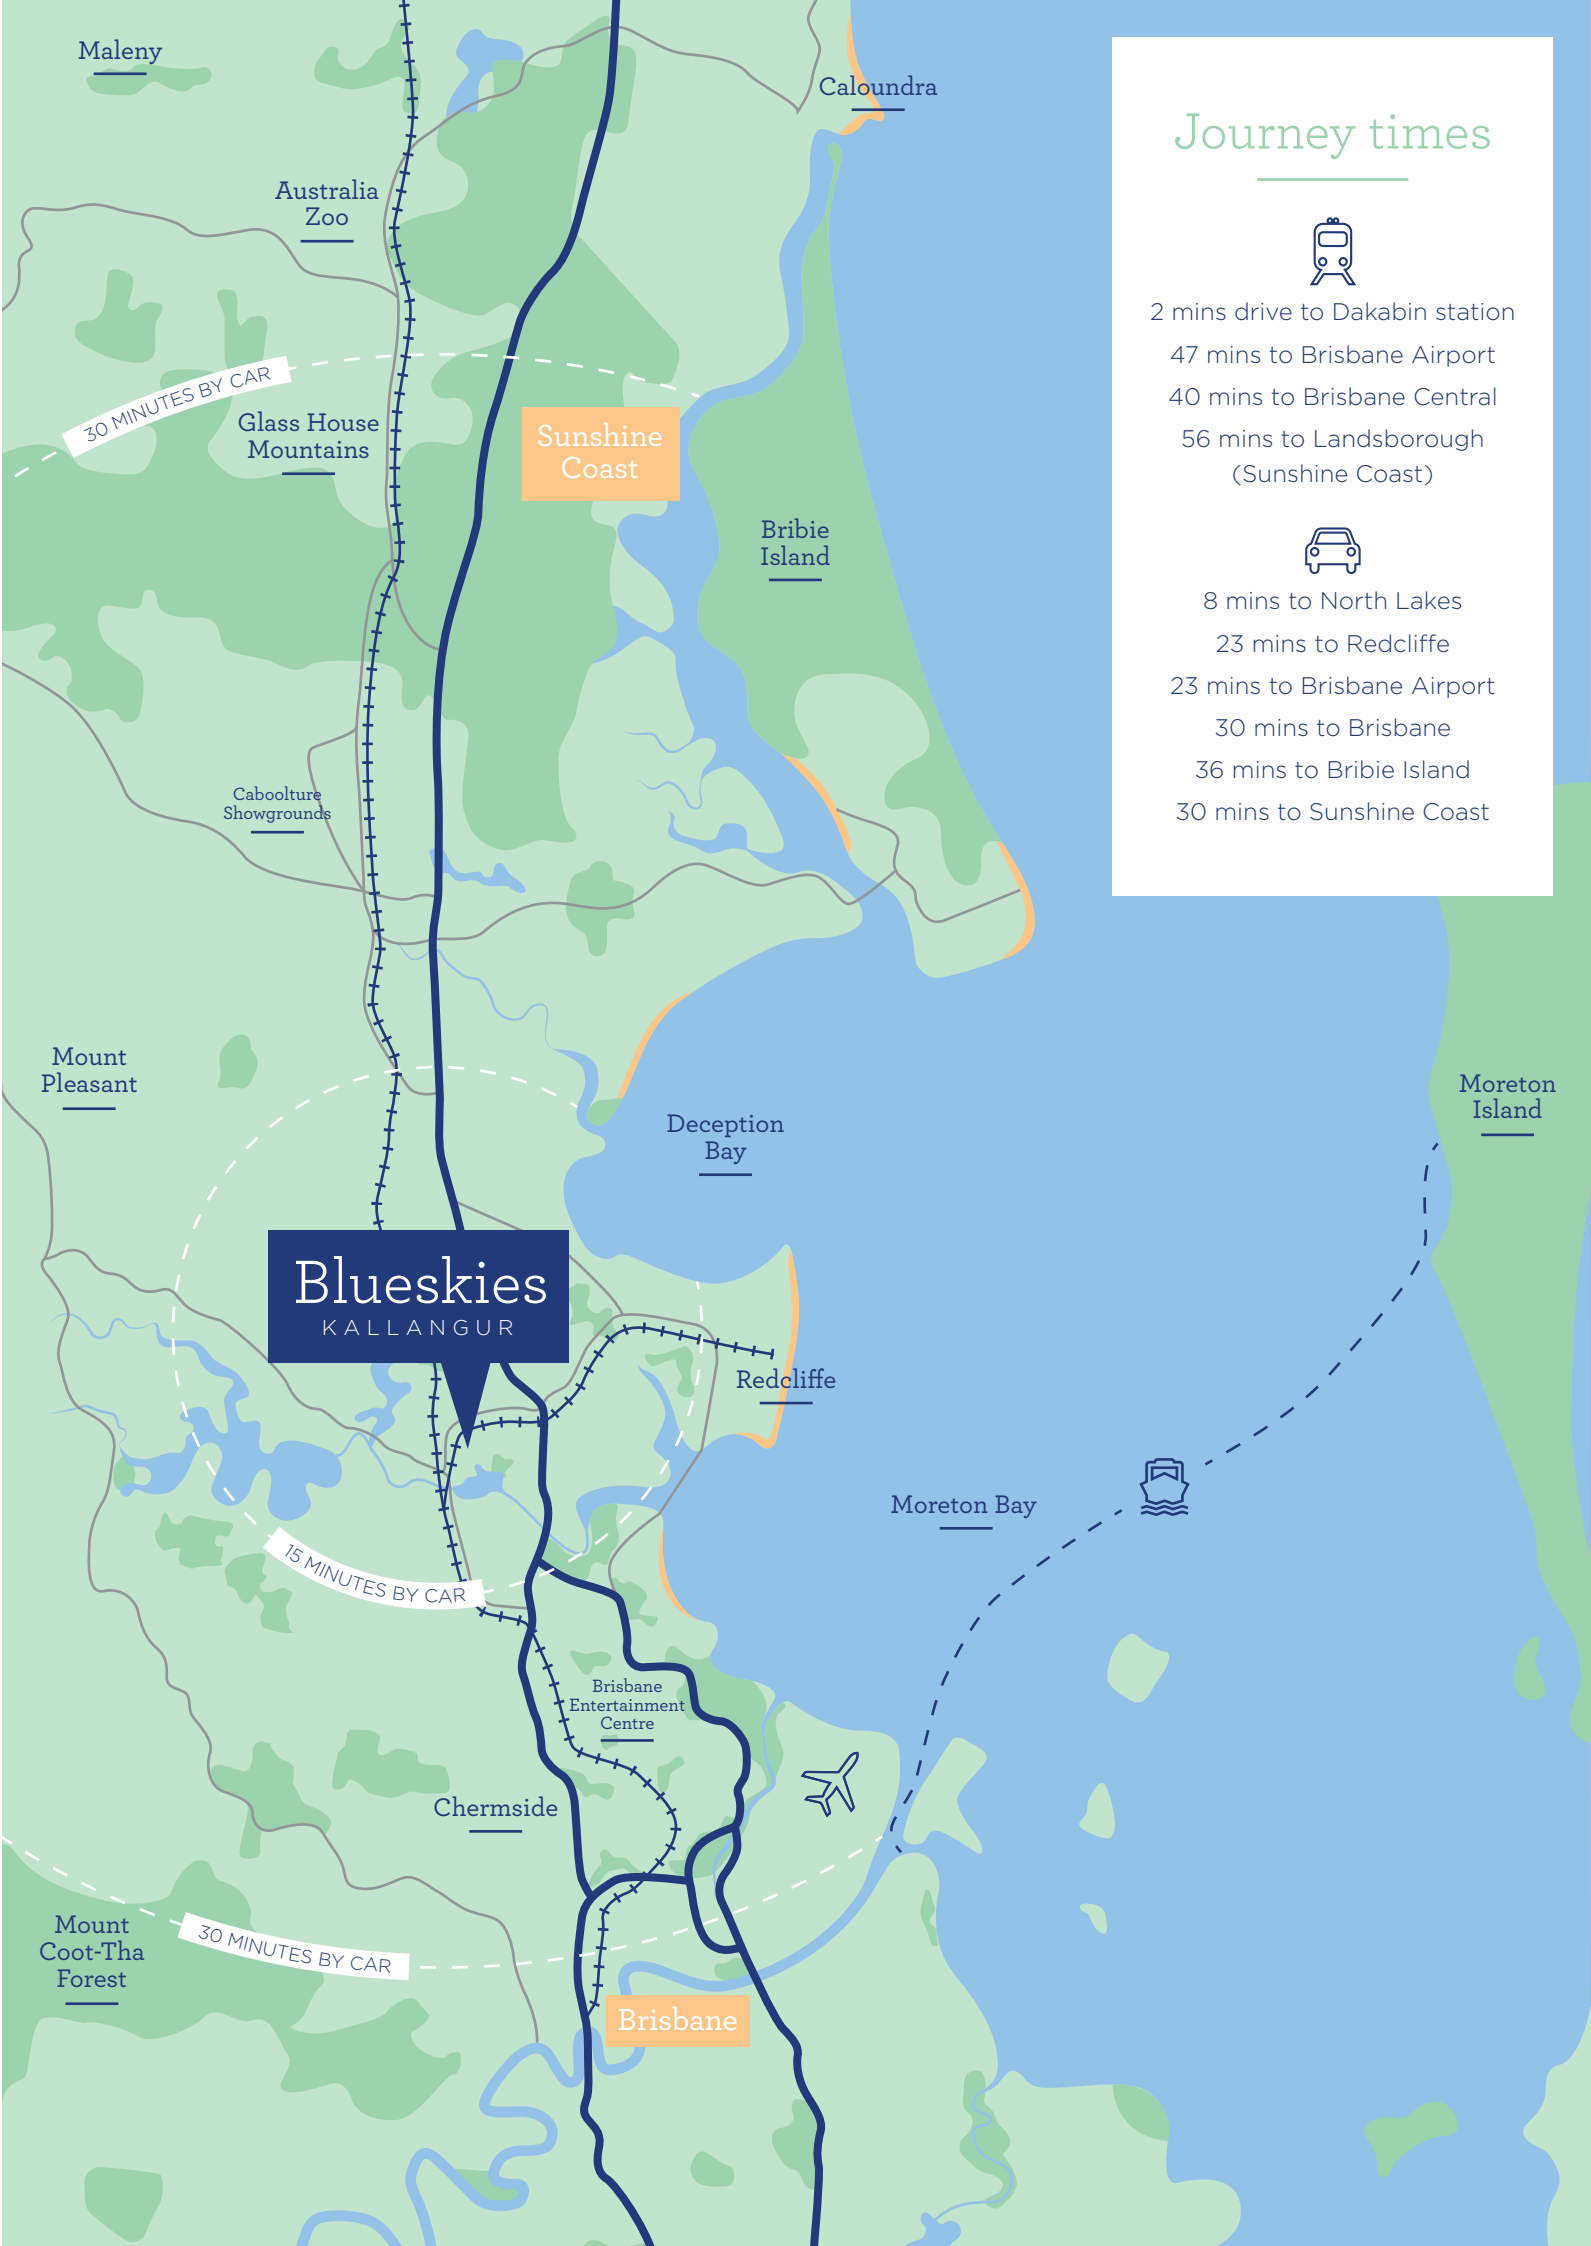 Maleny
Caloundra
Australia
Zoo
30 MINUTES BY CAR
Glass House
Mountains
Sunshine
Coast
Bribie
Island
Caboolture
Showgrounds
Mount
Pleasant
Deception
Bay
Moreton
Island
Blueskies
KALLANGUR
Redcliffe
Moreton Bay
15 MINUTES BY CAR
Brisbane
Entertainment
Centre
Chermside
Mount
Coot-Tha
Forest
30 MINUTES BY CAR
Brisbane
Journey times
2 mins drive to Dakabin station
47 mins to Brisbane Airport
40 mins to Brisbane Central
56 mins to Landsborough
(Sunshine Coast)
8 mins to North Lakes
23 mins to Redcliffe
23 mins to Brisbane Airport
30 mins to Brisbane
36 mins to Bribie Island
30 mins to Sunshine Coast